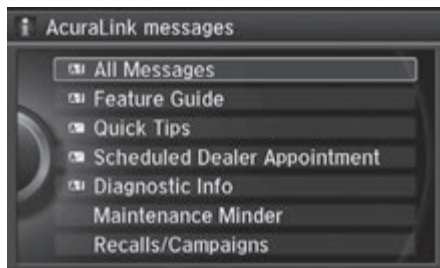 AcuraLink messages
All Messages
Feature Guide
Quick Tips
Scheduled Dealer Appointment
Diagnostic Info
Maintenance Minder
Recalls/Campaigns